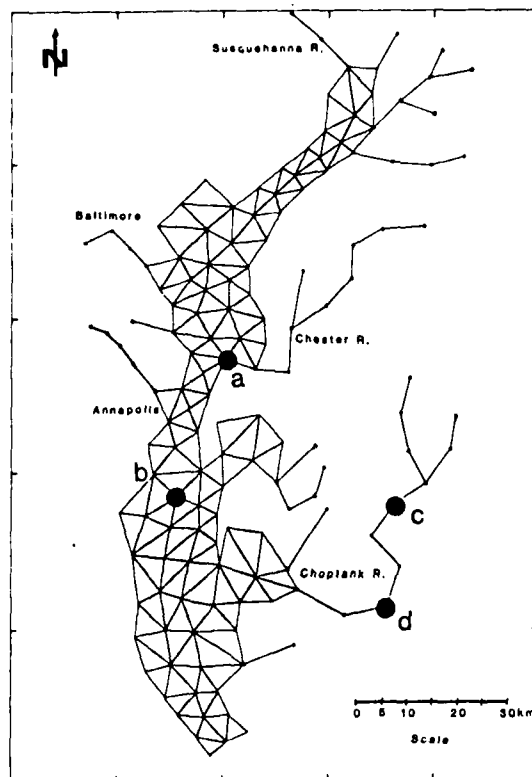 N
Susquehanna R.
Baltimore
Chester R.
a
Annapolis
b
c
Choptank R.
d
0 5 10 20 30km
Scale